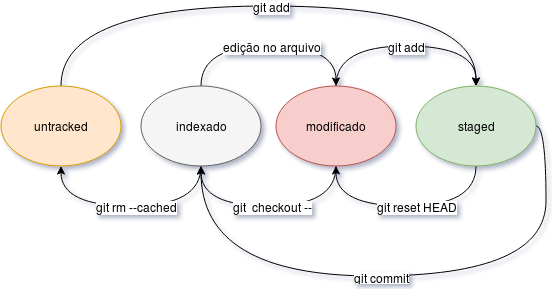 git add
edição no arquivo
git add
untracked
indexado
modificado
staged
git rm --cached
git checkout --
git reset HEAD
git commit